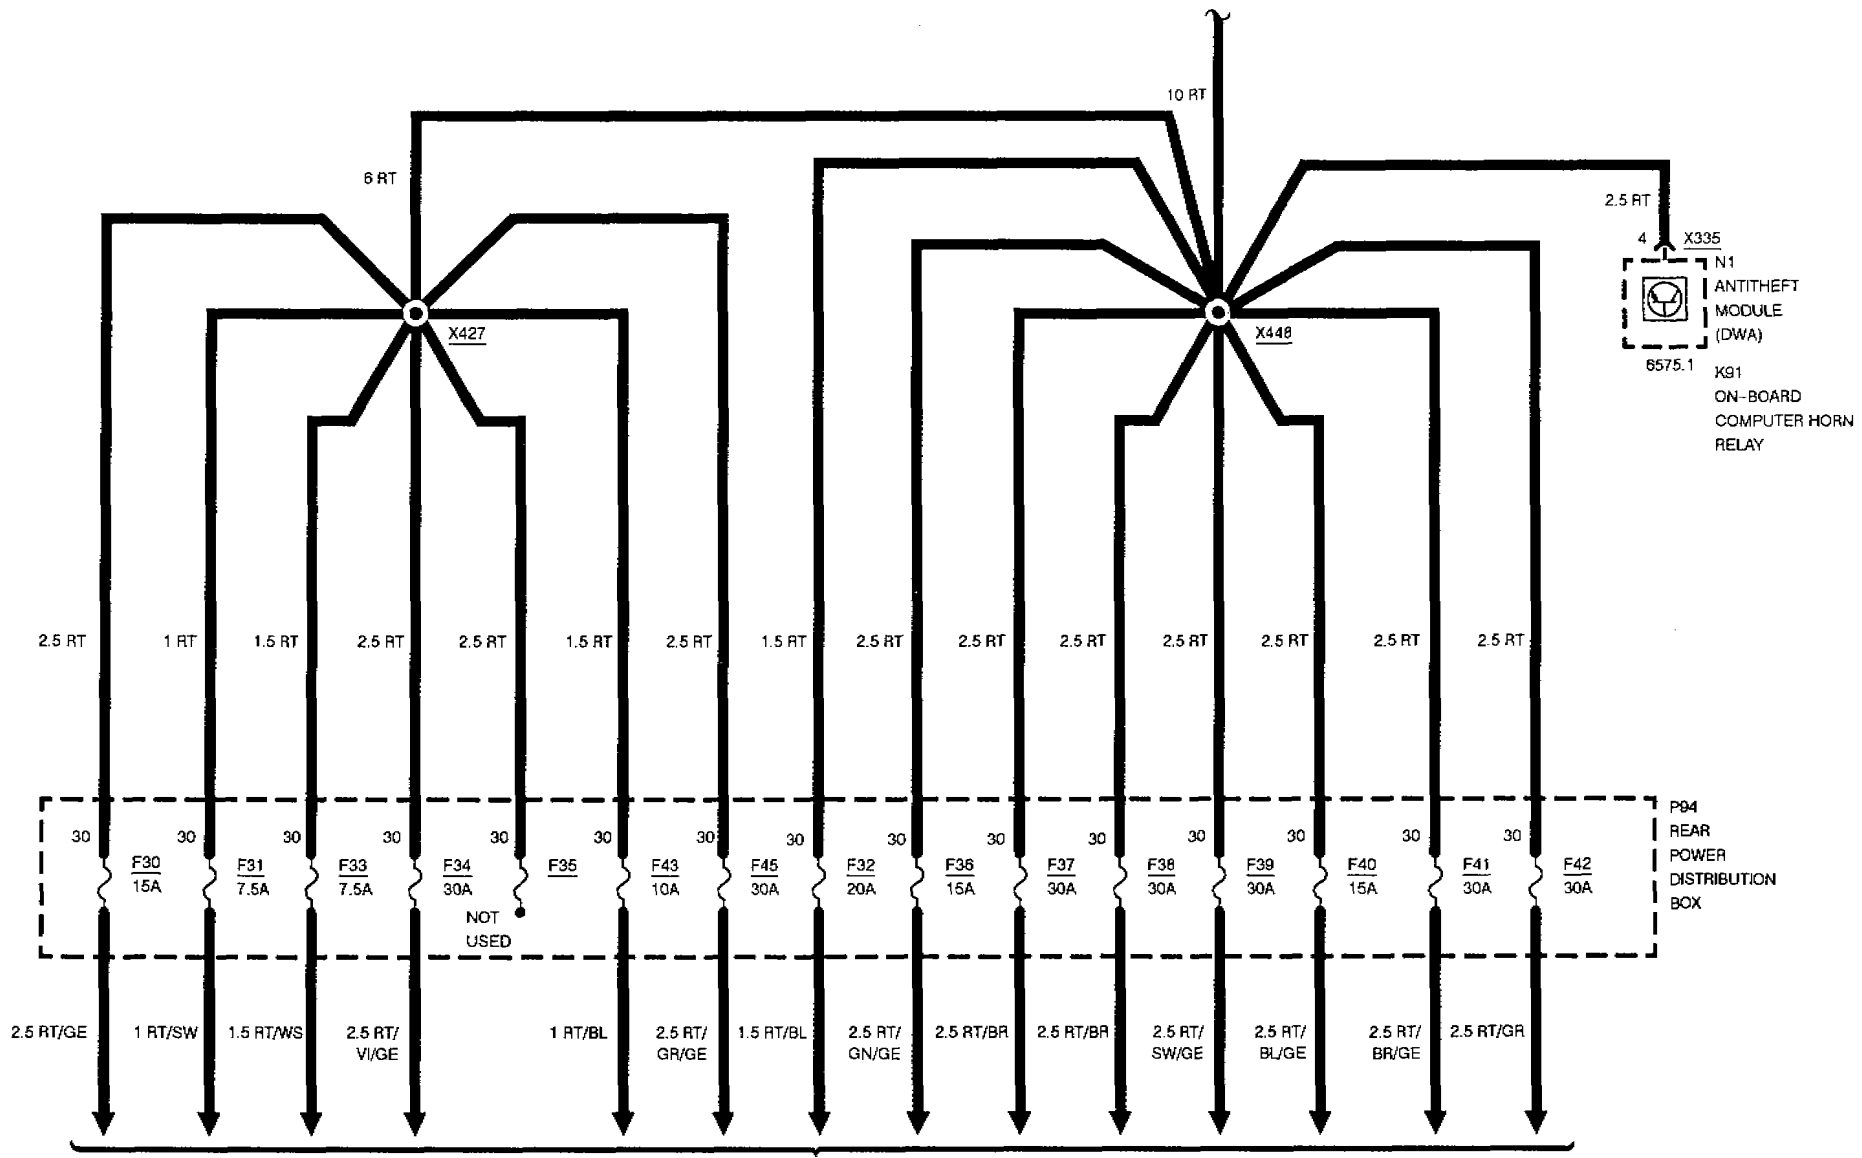 10 RT
6 RT
2.5 RT
4 X335
N1
ANTITHEFT
MODULE
(DWA)
6575.1
K91
ON-BOARD
COMPUTER HORN
RELAY
X427
X448
2.5 RT 1 RT 1.5 RT 2.5 RT 2.5 RT 1.5 RT 2.5 RT 1.5 RT 2.5 RT 2.5 RT 2.5 RT 2.5 RT 2.5 RT 2.5 RT 2.5 RT
P94
REAR
POWER
DISTRIBUTION
BOX
30 30 30 30 30 30 30 30 30 30 30 30 30 30 30
F30 F31 F33 F34 F35 F43 F45 F32 F36 F37 F38 F39 F40 F41 F42
15A 7.5A 7.5A 30A 10A 30A 20A 15A 30A 30A 30A 15A 30A 30A
NOT
USED
2.5 RT/GE 1 RT/SW 1.5 RT/WS 2.5 RT/ 1 RT/BL 2.5 RT/ 1.5 RT/BL 2.5 RT/ 2.5 RT/BR 2.5 RT/BR 2.5 RT/ 2.5 RT/ 2.5 RT/ 2.5 RT/GR
VI/GE GR/GE GN/GE SW/GE BL/GE BR/GE